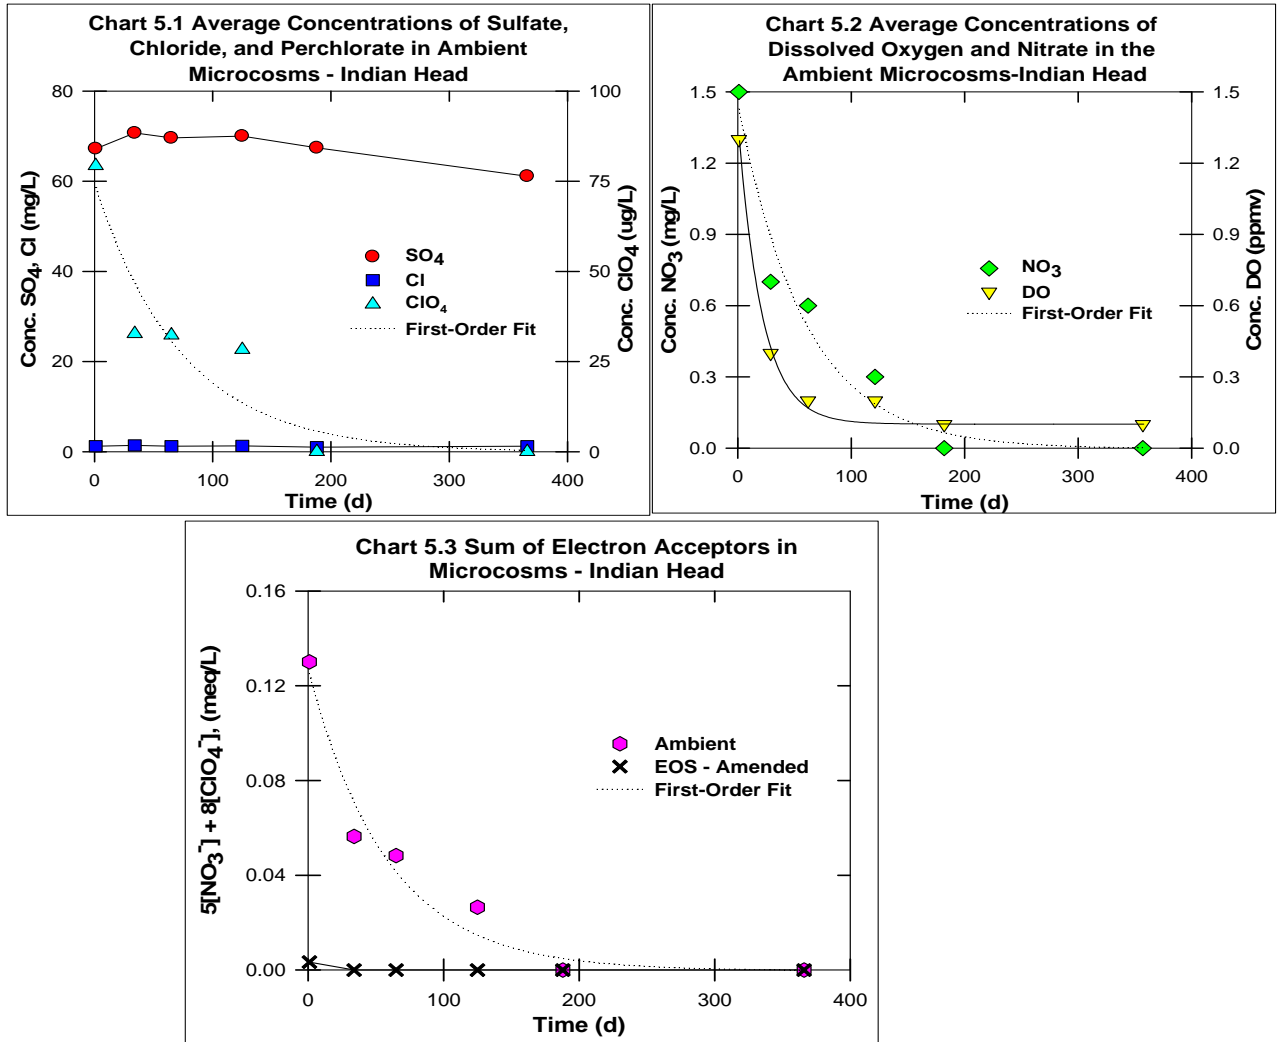 Chart 5.1 Average Concentrations of Sulfate,
Chloride, and Perchlorate in Ambient
Microcosms - Indian Head
80
60
40
20
0
100
75
50
25
0
Conc. SO4, Cl (mg/L)
Conc. ClO4 (ug/L)
SO4
Cl
ClO4
First-Order Fit
0 100 200 300 400
Time (d)
Chart 5.2 Average Concentrations of
Dissolved Oxygen and Nitrate in the
Ambient Microcosms-Indian Head
1.5
1.2
0.9
0.6
0.3
0.0
1.5
1.2
0.9
0.6
0.3
0.0
Conc. NO3 (mg/L)
Conc. DO (ppmv)
NO3
DO
First-Order Fit
0 100 200 300 400
Time (d)
Chart 5.3 Sum of Electron Acceptors in
Microcosms - Indian Head
0.16
0.12
0.08
0.04
0.00
5[NO3-] + 8[ClO4-], (meq/L)
Ambient
EOS - Amended
First-Order Fit
0 100 200 300 400
Time (d)